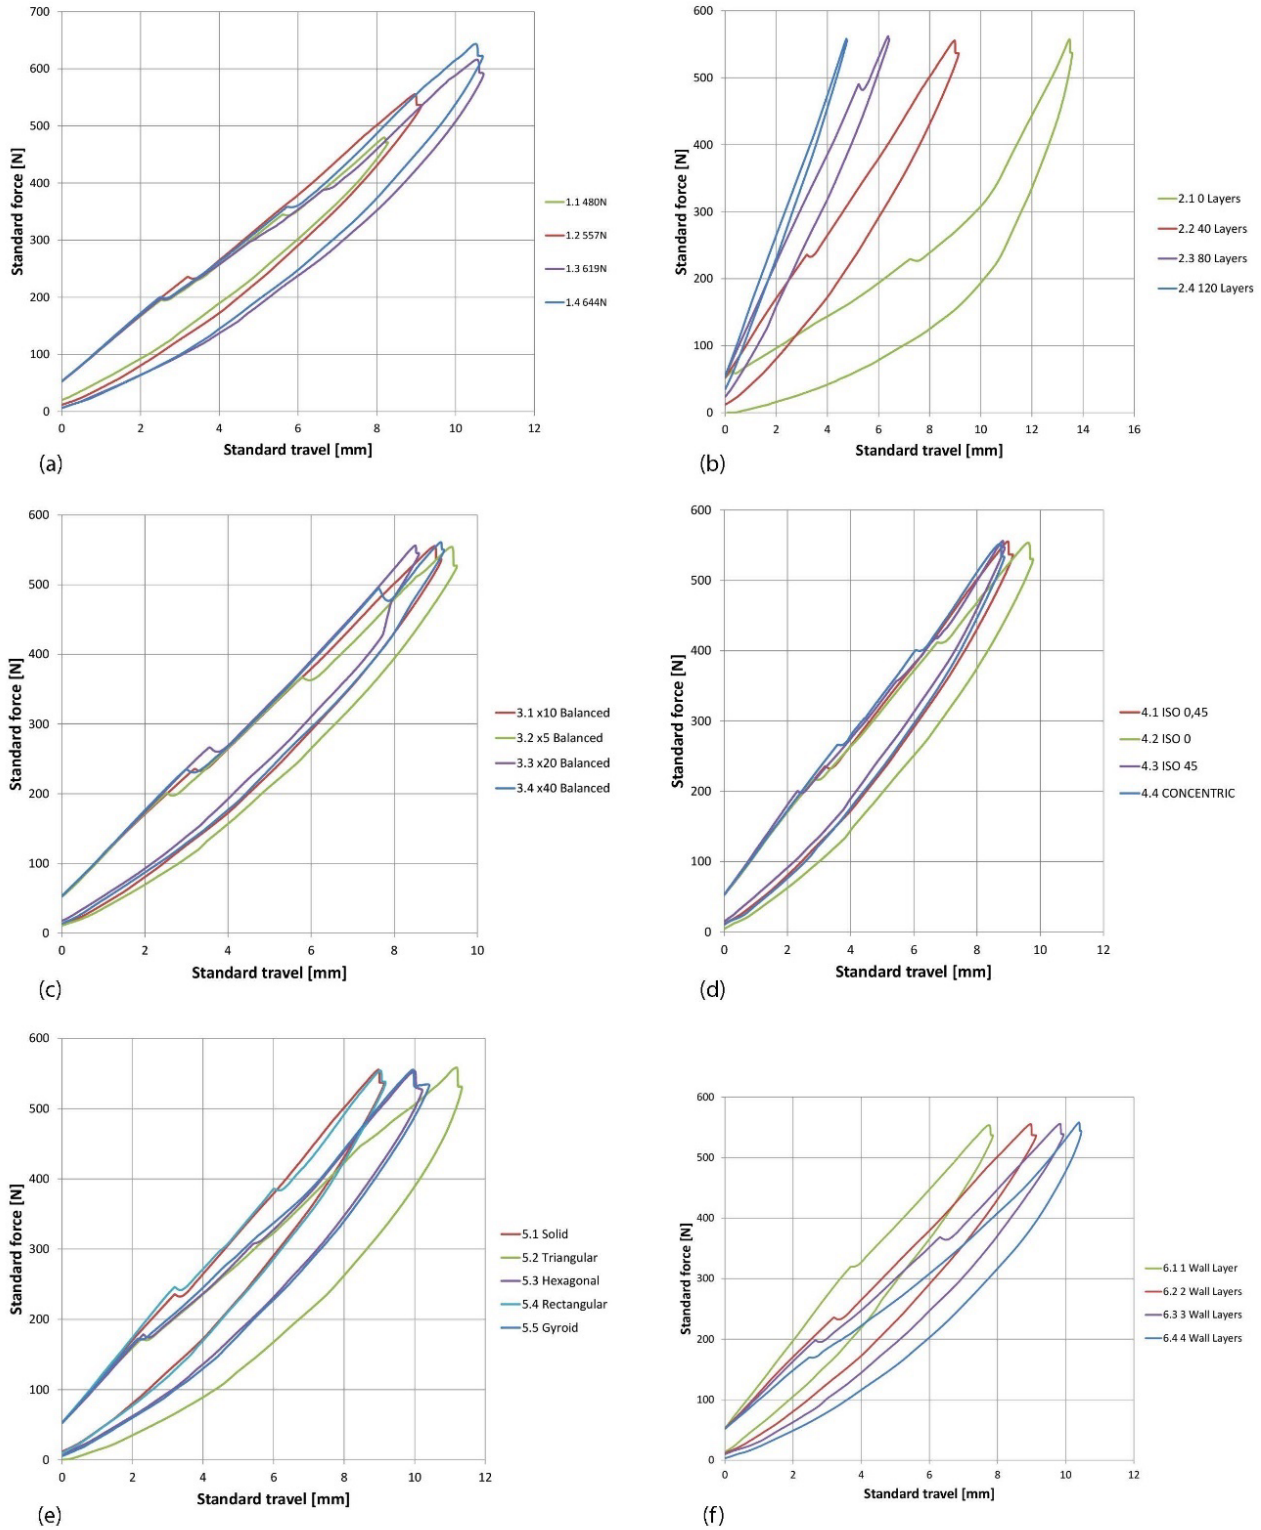 700
600
500
400
300
200
100
0
0 2 4 6 8 10 12
Standard force [N]
Standard travel [mm]
1.1 480N
1.2 557N
1.3 619N
1.4 644N
(a)
600
500
400
300
200
100
0
0 2 4 6 8 10 12 14 16
Standard force [N]
Standard travel [mm]
2.1 0 Layers
2.2 40 Layers
2.3 80 Layers
2.4 120 Layers
(b)
600
500
400
300
200
100
0
0 2 4 6 8 10
Standard force [N]
Standard travel [mm]
3.1 x10 Balanced
3.2 x5 Balanced
3.3 x20 Balanced
3.4 x40 Balanced
(c)
600
500
400
300
200
100
0
0 2 4 6 8 10 12
Standard force [N]
Standard travel [mm]
4.1 ISO 0,45
4.2 ISO 0
4.3 ISO 45
4.4 CONCENTRIC
(d)
600
500
400
300
200
100
0
0 2 4 6 8 10 12
Standard force [N]
Standard travel [mm]
5.1 Solid
5.2 Triangular
5.3 Hexagonal
5.4 Rectangular
5.5 Gyroid
(e)
600
500
400
300
200
100
0
0 2 4 6 8 10 12
Standard force [N]
Standard travel [mm]
6.1 1 Wall Layer
6.2 2 Wall Layers
6.3 3 Wall Layers
6.4 4 Wall Layers
(f)